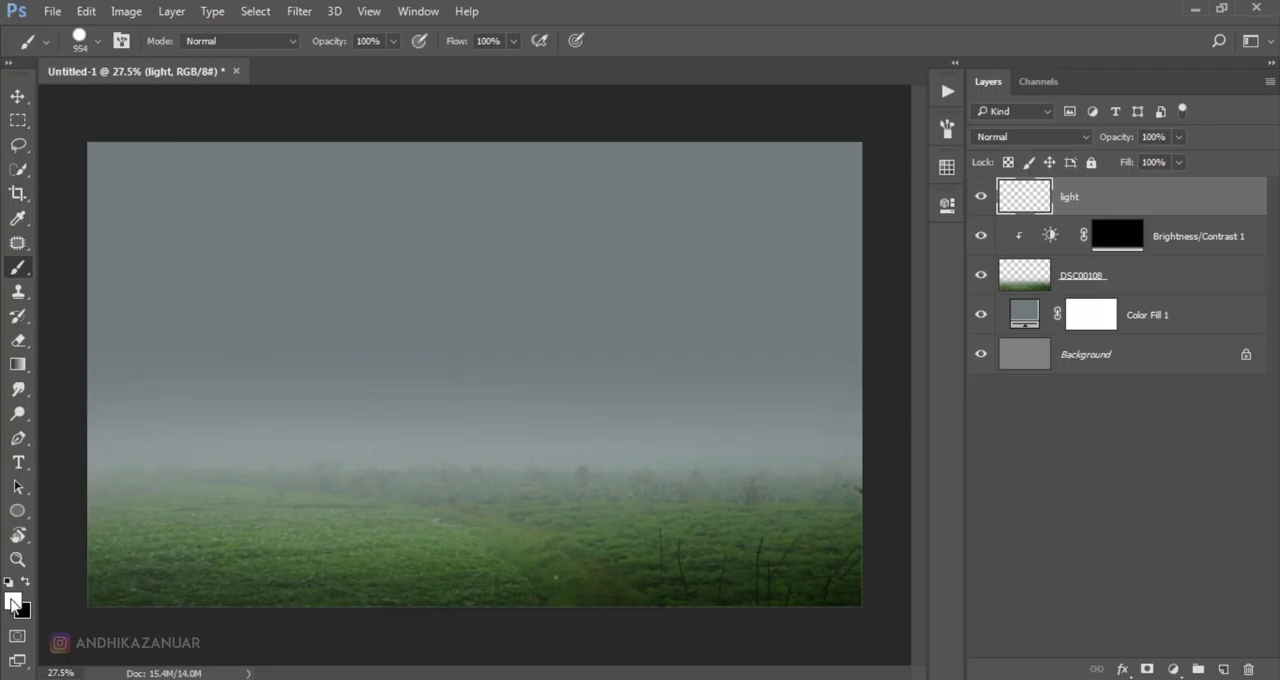 Ps File Edit Image Layer Type Select Filter 3D View Window Help
954 Mode: Normal Opacity: 100% Flow: 100%
Untitled-1 @ 27.5% (light, RGB/8#) * ×
Layers Channels
Kind
Normal Opacity: 100%
Lock: Fill: 100%
light
Brightness/Contrast 1
DSC00108
Color Fill 1
Background
ANDHIKAZANUAR
27.5% Doc: 15.4M/14.0M